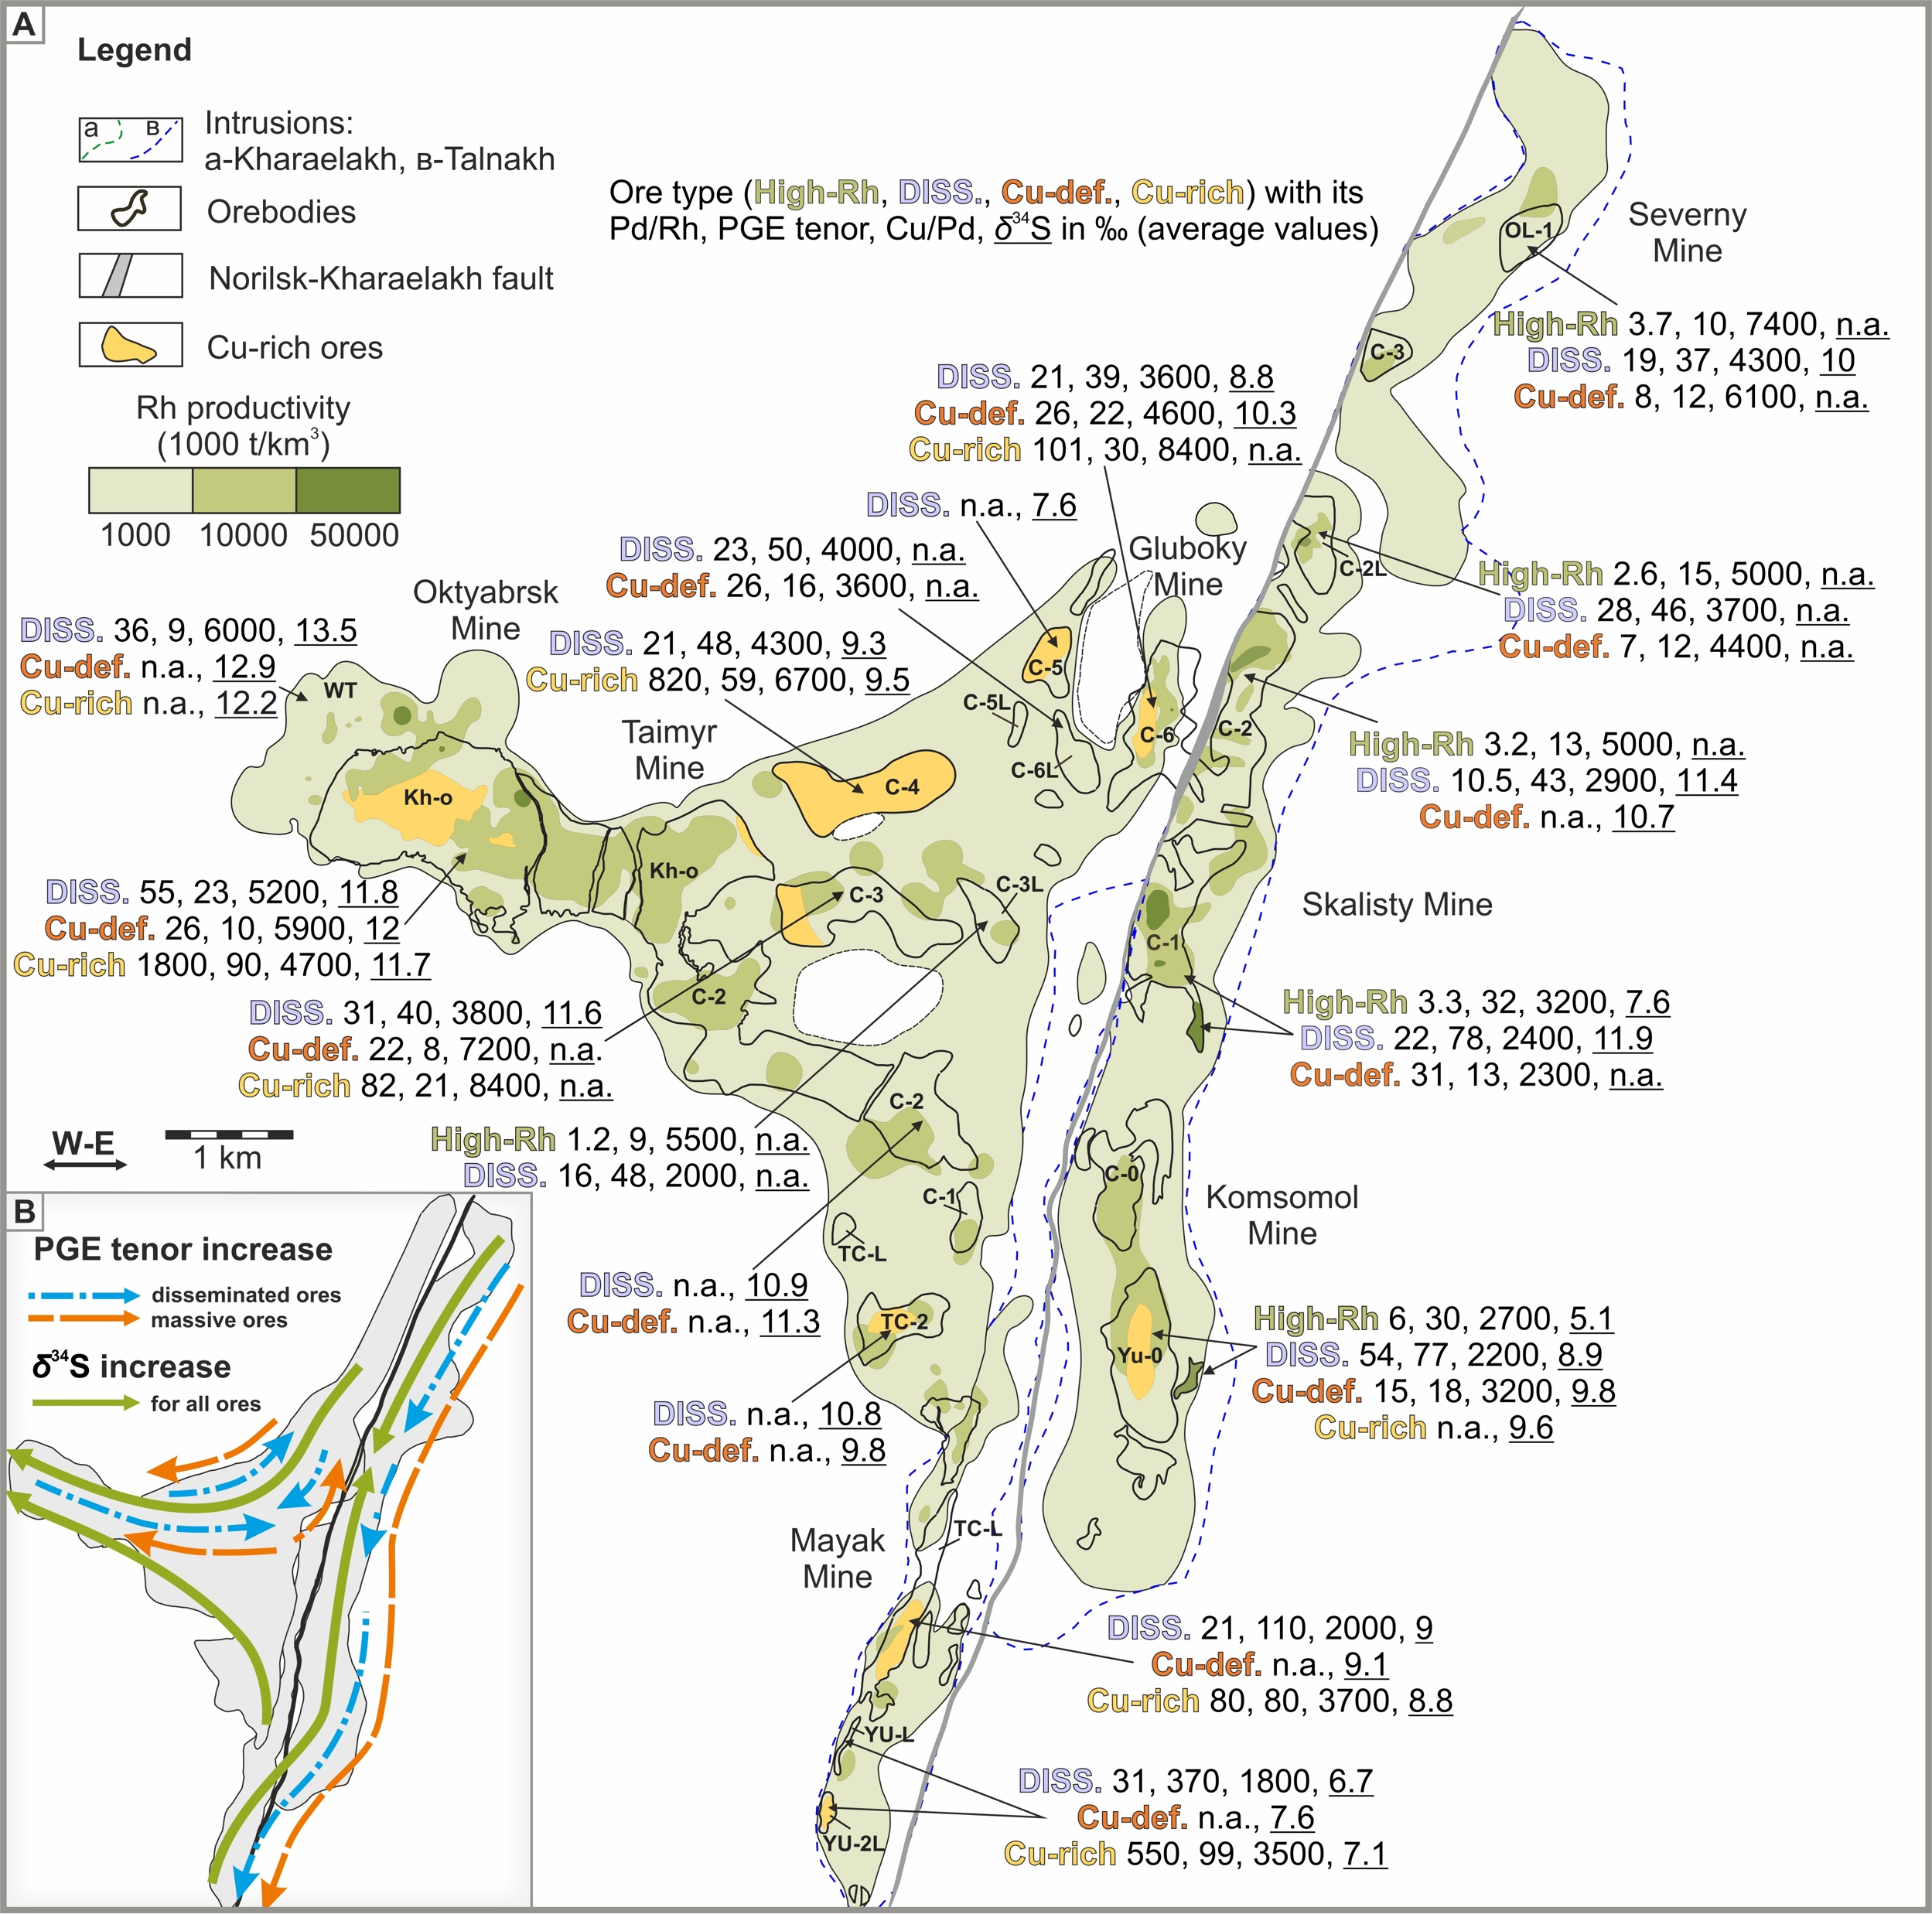 A
Legend
a
B
Intrusions:
a-Kharaelakh, в-Talnakh
Orebodies
Norilsk-Kharaelakh fault
Cu-rich ores
Rh productivity
(1000 t/km³)
1000 10000 50000
Ore type (High-Rh, DISS., Cu-def., Cu-rich) with its
Pd/Rh, PGE tenor, Cu/Pd, δ³⁴S in ‰ (average values)
Severny
Mine
OL-1
High-Rh 3.7, 10, 7400, n.a.
DISS. 19, 37, 4300, 10
Cu-def. 8, 12, 6100, n.a.
C-3
DISS. 21, 39, 3600, 8.8
Cu-def. 26, 22, 4600, 10.3
Cu-rich 101, 30, 8400, n.a.
DISS. n.a., 7.6
Gluboky
Mine
DISS. 23, 50, 4000, n.a.
Cu-def. 26, 16, 3600, n.a.
C-2L
High-Rh 2.6, 15, 5000, n.a.
DISS. 28, 46, 3700, n.a.
Cu-def. 7, 12, 4400, n.a.
Oktyabrsk
Mine
DISS. 36, 9, 6000, 13.5
Cu-def. n.a., 12.9
Cu-rich n.a., 12.2
WT
DISS. 21, 48, 4300, 9.3
Cu-rich 820, 59, 6700, 9.5
C-5
C-5L
C-6
C-6L
C-2
Taimyr
Mine
High-Rh 3.2, 13, 5000, n.a.
DISS. 10.5, 43, 2900, 11.4
Cu-def. n.a., 10.7
Kh-o
C-4
Kh-o
C-3
C-3L
Skalisty Mine
C-1
DISS. 55, 23, 5200, 11.8
Cu-def. 26, 10, 5900, 12
Cu-rich 1800, 90, 4700, 11.7
C-2
DISS. 31, 40, 3800, 11.6
Cu-def. 22, 8, 7200, n.a.
Cu-rich 82, 21, 8400, n.a.
High-Rh 3.3, 32, 3200, 7.6
DISS. 22, 78, 2400, 11.9
Cu-def. 31, 13, 2300, n.a.
W-E
1 km
High-Rh 1.2, 9, 5500, n.a.
DISS. 16, 48, 2000, n.a.
C-2
C-1
C-0
Komsomol
Mine
TC-L
DISS. n.a., 10.9
Cu-def. n.a., 11.3
TC-2
Yu-0
High-Rh 6, 30, 2700, 5.1
DISS. 54, 77, 2200, 8.9
Cu-def. 15, 18, 3200, 9.8
Cu-rich n.a., 9.6
DISS. n.a., 10.8
Cu-def. n.a., 9.8
Mayak
Mine
TC-L
DISS. 21, 110, 2000, 9
Cu-def. n.a., 9.1
Cu-rich 80, 80, 3700, 8.8
YU-L
YU-2L
DISS. 31, 370, 1800, 6.7
Cu-def. n.a., 7.6
Cu-rich 550, 99, 3500, 7.1
B
PGE tenor increase
disseminated ores
massive ores
δ³⁴S increase
for all ores